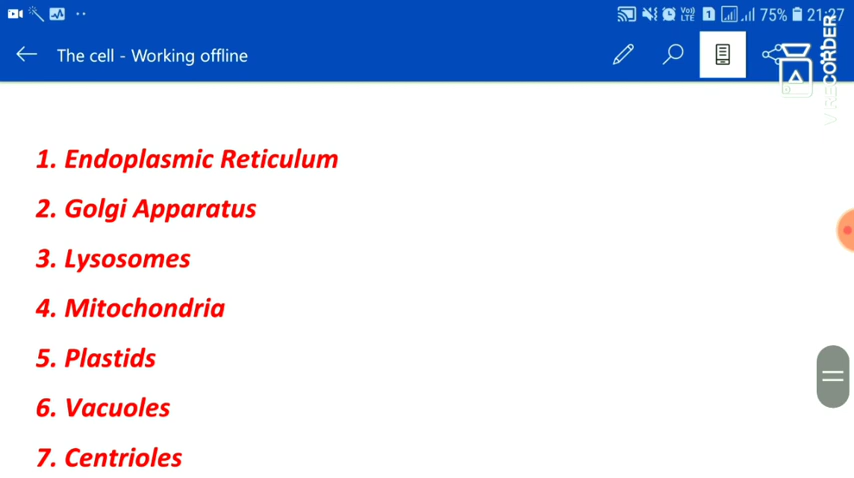 75% 21:27
The cell - Working offline
V RECORDER
1. Endoplasmic Reticulum
2. Golgi Apparatus
3. Lysosomes
4. Mitochondria
5. Plastids
6. Vacuoles
7. Centrioles